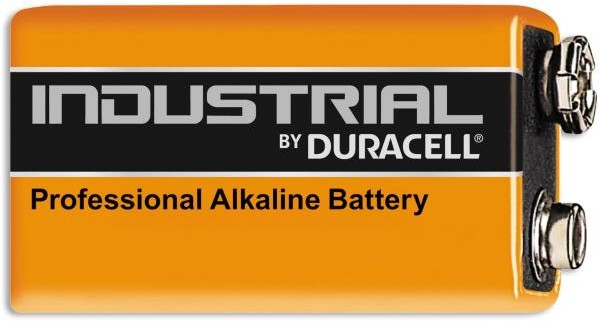 INDUSTRIAL
BY DURACELL®
Professional Alkaline Battery